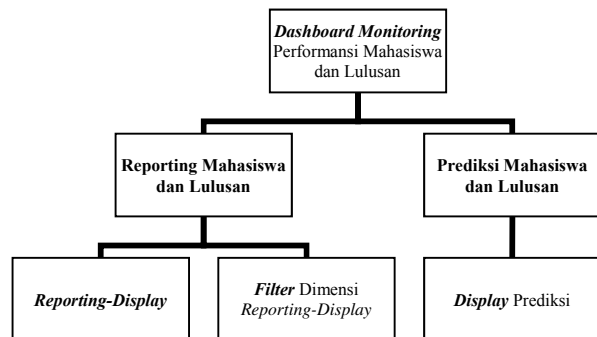 Dashboard Monitoring
Performansi Mahasiswa
dan Lulusan
Reporting Mahasiswa
dan Lulusan
Prediksi Mahasiswa
dan Lulusan
Reporting-Display
Filter Dimensi
Reporting-Display
Display Prediksi